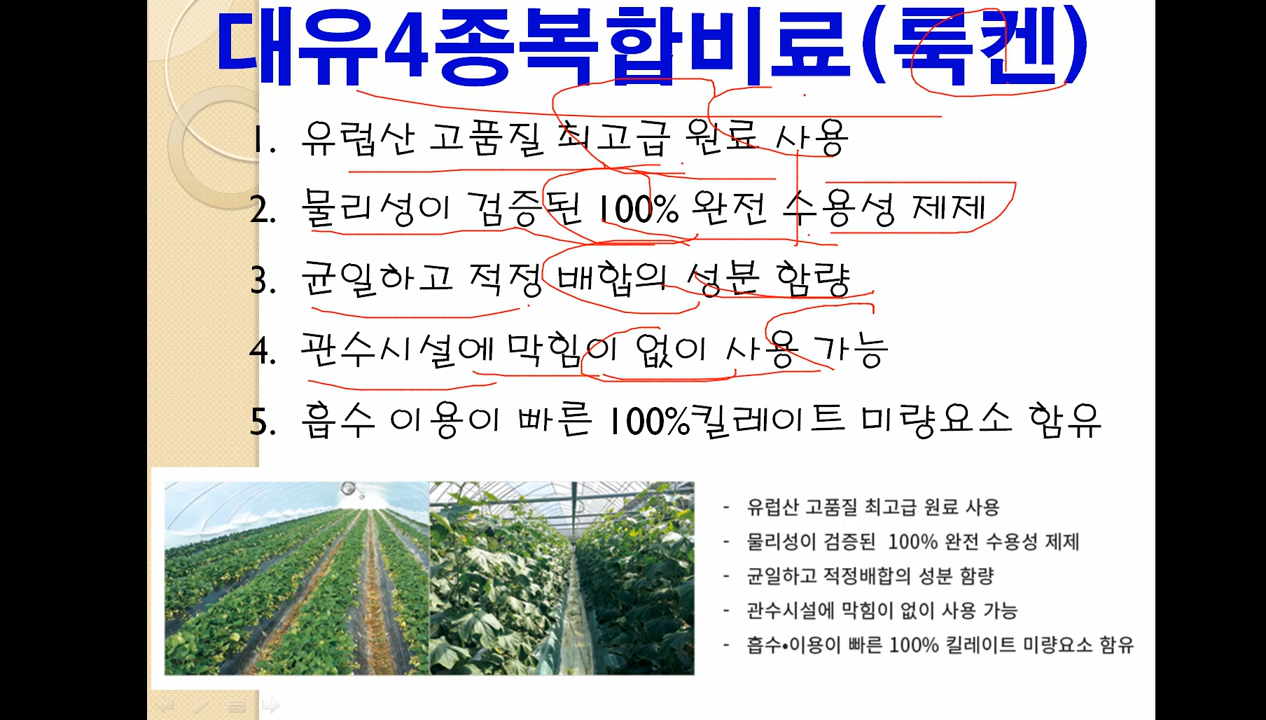 대유4종복합비료(룩켄)
1. 유럽산 고품질 최고급 원료 사용
2. 물리성이 검증된 100% 완전 수용성 제제
3. 균일하고 적정 배합의 성분 함량
4. 관수시설에 막힘이 없이 사용 가능
5. 흡수 이용이 빠른 100%킬레이트 미량요소 함유
- 유럽산 고품질 최고급 원료 사용
- 물리성이 검증된 100% 완전 수용성 제제
- 균일하고 적정배합의 성분 함량
- 관수시설에 막힘이 없이 사용 가능
- 흡수•이용이 빠른 100% 킬레이트 미량요소 함유